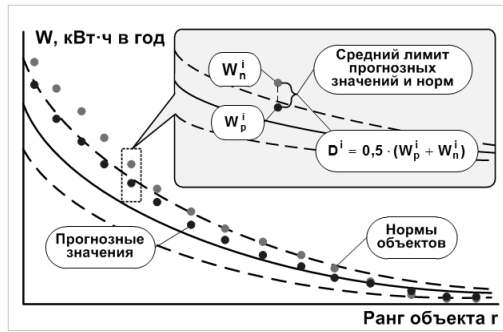 W, кВт·ч в год
W i n
Средний лимит
прогнозных
значений и норм
W i p
D i = 0,5 · (W i p + W i n)
Прогнозные
значения
Нормы
объектов
Ранг объекта r